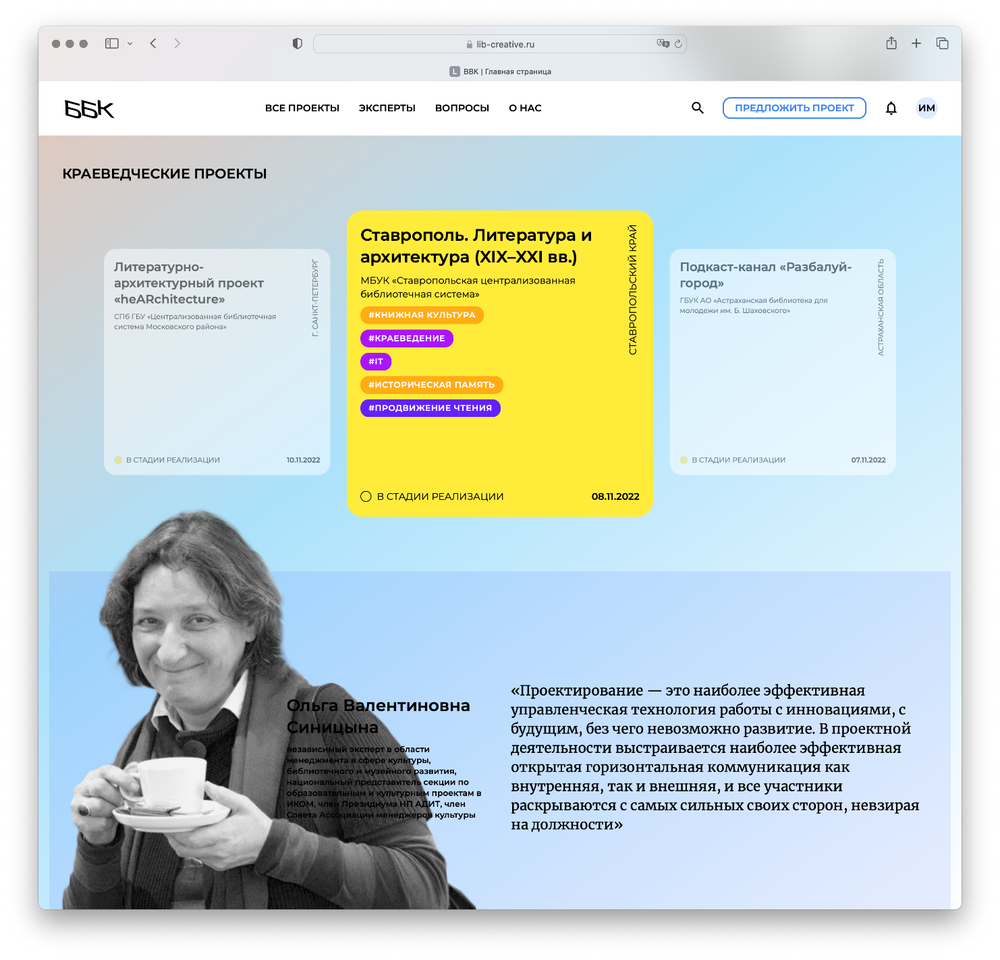 lib-creative.ru
L BBK | Главная страница
ББК
ВСЕ ПРОЕКТЫ ЭКСПЕРТЫ ВОПРОСЫ О НАС
ПРЕДЛОЖИТЬ ПРОЕКТ
ИМ
КРАЕВЕДЧЕСКИЕ ПРОЕКТЫ
Литературно-
архитектурный проект
«heARchitecture»
СПб ГБУ «Централизованная библиотечная
система Московского района»
Г. САНКТ-ПЕТЕРБУРГ
В СТАДИИ РЕАЛИЗАЦИИ 10.11.2022
Ставрополь. Литература и
архитектура (XIX–XXI вв.)
МБУК «Ставропольская централизованная
библиотечная система»
#КНИЖНАЯ КУЛЬТУРА
#КРАЕВЕДЕНИЕ
#IT
#ИСТОРИЧЕСКАЯ ПАМЯТЬ
#ПРОДВИЖЕНИЕ ЧТЕНИЯ
СТАВРОПОЛЬСКИЙ КРАЙ
В СТАДИИ РЕАЛИЗАЦИИ 08.11.2022
Подкаст-канал «Разбалуй-
город»
ГБУК АО «Астраханская библиотека для
молодежи им. Б. Шаховского»
АСТРАХАНСКАЯ ОБЛАСТЬ
В СТАДИИ РЕАЛИЗАЦИИ 07.11.2022
Ольга Валентиновна
Синицына
независимый эксперт в области
менеджмента в сфере культуры,
библиотечного и музейного развития,
национальный представитель секции по
образовательным и культурным проектам в
ИКОМ, член Президиума НП АДИТ, член
Совета Ассоциации менеджеров культуры
«Проектирование — это наиболее эффективная
управленческая технология работы с инновациями, с
будущим, без чего невозможно развитие. В проектной
деятельности выстраивается наиболее эффективная
открытая горизонтальная коммуникация как
внутренняя, так и внешняя, и все участники
раскрываются с самых сильных своих сторон, невзирая
на должности»